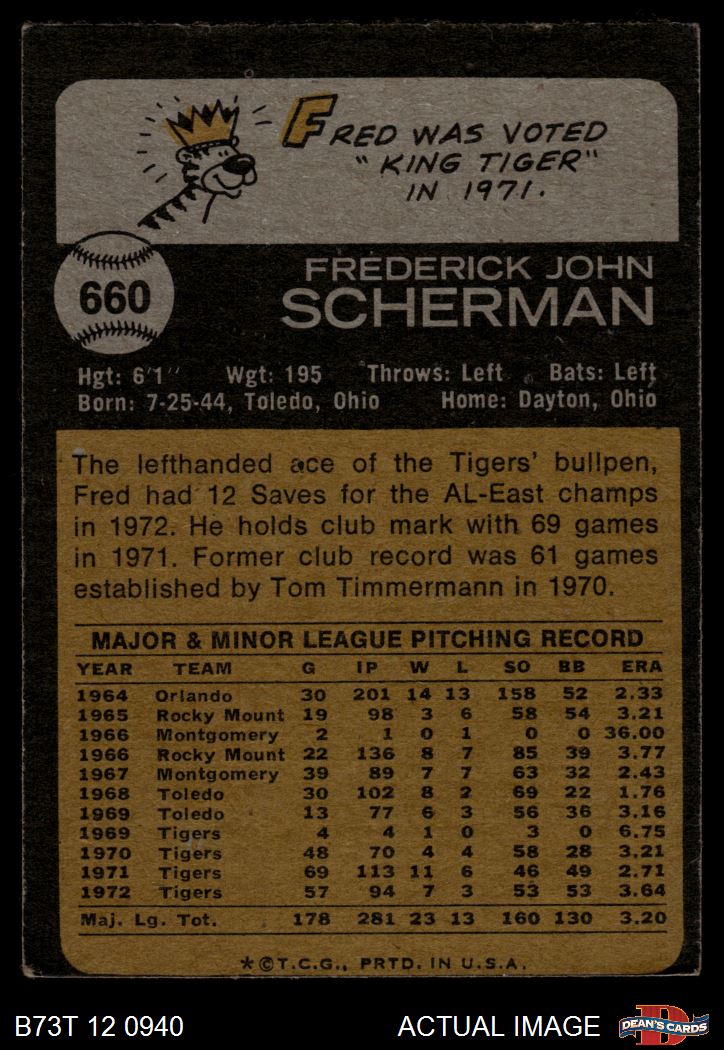 FRED WAS VOTED
"KING TIGER"
IN 1971.
660
FREDERICK JOHN
SCHERMAN
Hgt: 6'1" Wgt: 195 Throws: Left Bats: Left
Born: 7-25-44, Toledo, Ohio Home: Dayton, Ohio
The lefthanded ace of the Tigers' bullpen,
Fred had 12 Saves for the AL-East champs
in 1972. He holds club mark with 69 games
in 1971. Former club record was 61 games
established by Tom Timmermann in 1970.
MAJOR & MINOR LEAGUE PITCHING RECORD
YEAR TEAM G IP W L SO BB ERA
1964 Orlando 30 201 14 13 158 52 2.33
1965 Rocky Mount 19 98 3 6 58 54 3.21
1966 Montgomery 2 1 0 1 0 0 36.00
1966 Rocky Mount 22 136 8 7 85 39 3.77
1967 Montgomery 39 89 7 7 63 32 2.43
1968 Toledo 30 102 8 2 69 22 1.76
1969 Toledo 13 77 6 3 56 36 3.16
1969 Tigers 4 4 1 0 3 0 6.75
1970 Tigers 48 70 4 4 58 28 3.21
1971 Tigers 69 113 11 6 46 49 2.71
1972 Tigers 57 94 7 3 53 53 3.64
Maj. Lg. Tot. 178 281 23 13 160 130 3.20
*©T.C.G., PRTD. IN U.S.A.
B73T 12 0940 ACTUAL IMAGE D DEAN'S CARDS